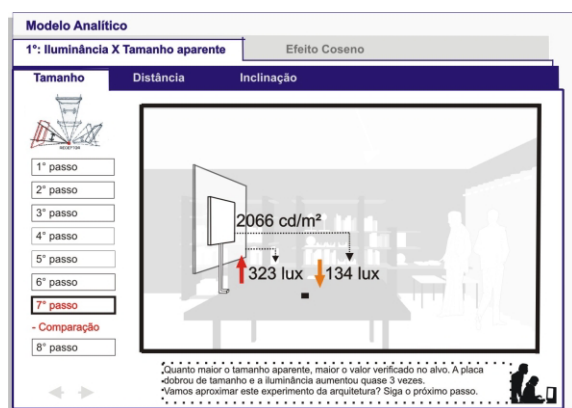 Modelo Analítico
1º: Iluminância X Tamanho aparente
Efeito Coseno
Tamanho
Distância
Inclinação
RECEPTOR
1° passo
2° passo
3° passo
4° passo
5° passo
6° passo
7° passo
- Comparação
8° passo
2066 cd/m²
323 lux
134 lux
Quanto maior o tamanho aparente, maior o valor verificado no alvo. A placa
dobrou de tamanho e a iluminância aumentou quase 3 vezes.
Vamos aproximar este experimento da arquitetura? Siga o próximo passo.